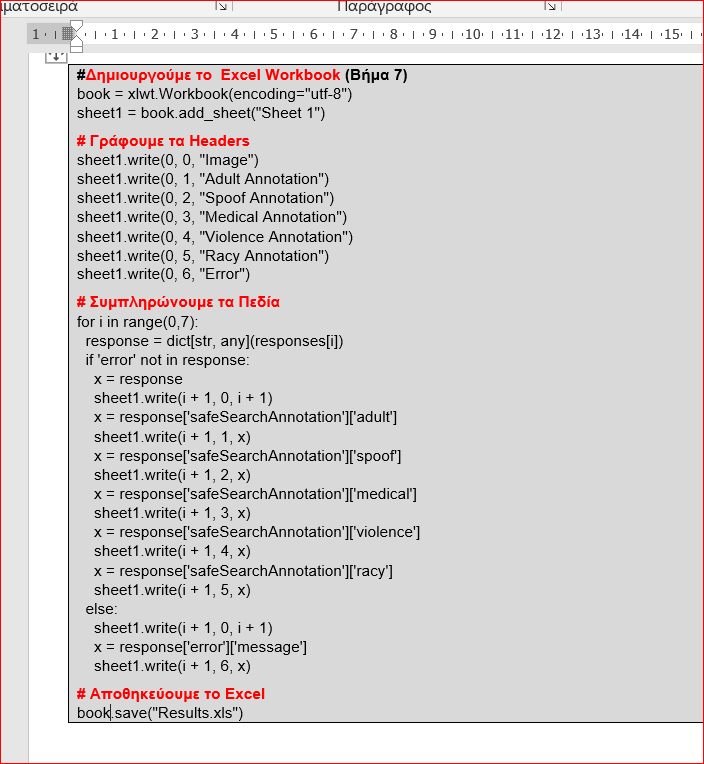 Παράγραφος
1 1 2 3 4 5 6 7 8 9 10 11 12 13 14 15
#Δημιουργούμε το  Excel Workbook (Βήμα 7)
book = xlwt.Workbook(encoding="utf-8")
sheet1 = book.add_sheet("Sheet 1")
# Γράφουμε τα Headers
sheet1.write(0, 0, "Image")
sheet1.write(0, 1, "Adult Annotation")
sheet1.write(0, 2, "Spoof Annotation")
sheet1.write(0, 3, "Medical Annotation")
sheet1.write(0, 4, "Violence Annotation")
sheet1.write(0, 5, "Racy Annotation")
sheet1.write(0, 6, "Error")
# Συμπληρώνουμε τα Πεδία
for i in range(0,7):
  response = dict[str, any](responses[i])
  if 'error' not in response:
    x = response
    sheet1.write(i + 1, 0, i + 1)
    x = response['safeSearchAnnotation']['adult']
    sheet1.write(i + 1, 1, x)
    x = response['safeSearchAnnotation']['spoof']
    sheet1.write(i + 1, 2, x)
    x = response['safeSearchAnnotation']['medical']
    sheet1.write(i + 1, 3, x)
    x = response['safeSearchAnnotation']['violence']
    sheet1.write(i + 1, 4, x)
    x = response['safeSearchAnnotation']['racy']
    sheet1.write(i + 1, 5, x)
  else:
    sheet1.write(i + 1, 0, i + 1)
    x = response['error']['message']
    sheet1.write(i + 1, 6, x)
# Αποθηκεύουμε το Excel
book.save("Results.xls")